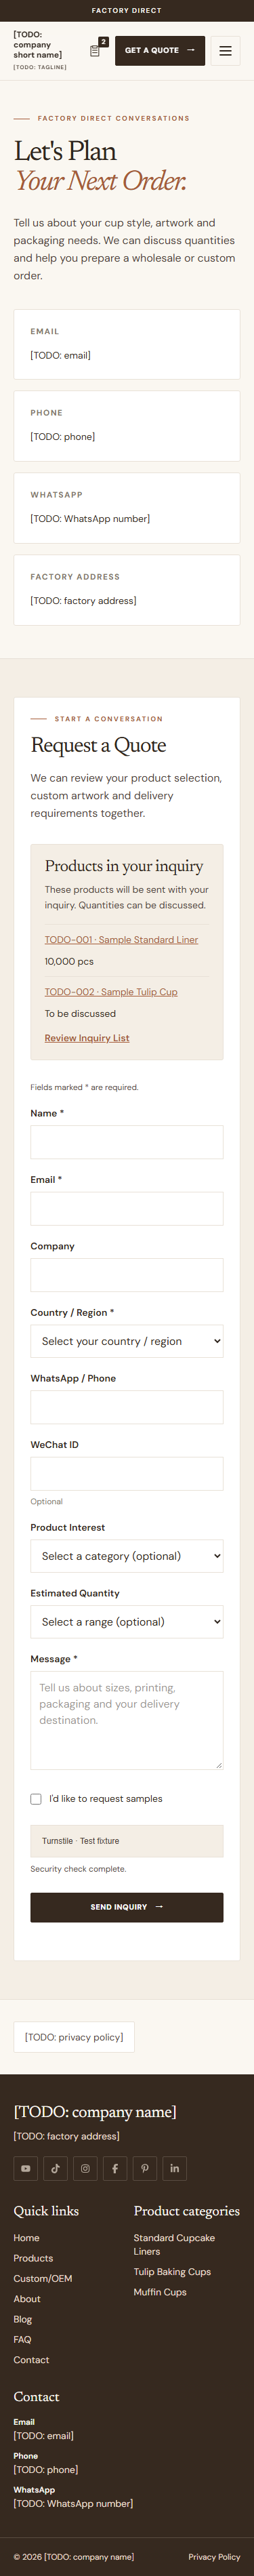 FACTORY DIRECT
[TODO:
company
short name]
[TODO: TAGLINE]
2
GET A QUOTE →
FACTORY DIRECT CONVERSATIONS
Let's Plan
Your Next Order.
Tell us about your cup style, artwork and
packaging needs. We can discuss quantities
and help you prepare a wholesale or custom
order.
EMAIL
[TODO: email]
PHONE
[TODO: phone]
WHATSAPP
[TODO: WhatsApp number]
FACTORY ADDRESS
[TODO: factory address]
START A CONVERSATION
Request a Quote
We can review your product selection,
custom artwork and delivery
requirements together.
Products in your inquiry
These products will be sent with your
inquiry. Quantities can be discussed.
TODO-001 · Sample Standard Liner
10,000 pcs
TODO-002 · Sample Tulip Cup
To be discussed
Review Inquiry List
Fields marked * are required.
Name *
Email *
Company
Country / Region *
Select your country / region
WhatsApp / Phone
WeChat ID
Optional
Product Interest
Select a category (optional)
Estimated Quantity
Select a range (optional)
Message *
Tell us about sizes, printing,
packaging and your delivery
destination.
I'd like to request samples
Turnstile · Test fixture
Security check complete.
SEND INQUIRY →
[TODO: privacy policy]
[TODO: company name]
[TODO: factory address]
Quick links
Home
Products
Custom/OEM
About
Blog
FAQ
Contact
Product categories
Standard Cupcake
Liners
Tulip Baking Cups
Muffin Cups
Contact
Email
[TODO: email]
Phone
[TODO: phone]
WhatsApp
[TODO: WhatsApp number]
© 2026 [TODO: company name]
Privacy Policy